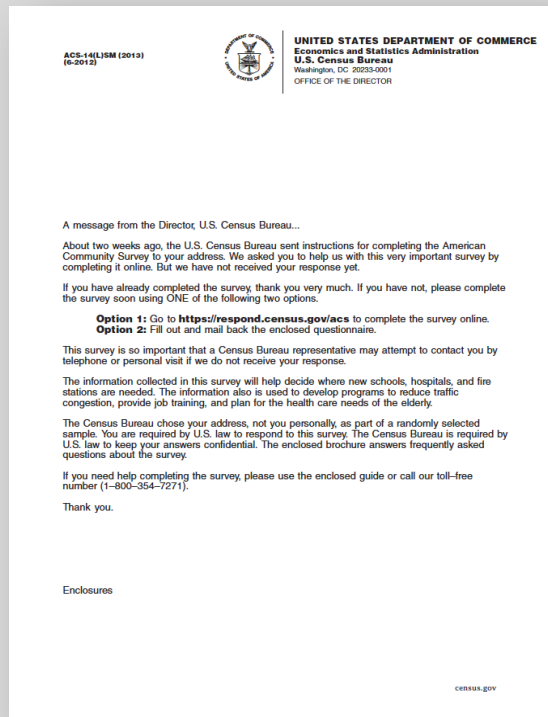 ACS-14(L)SM (2013)
(6-2012)
DEPARTMENT OF COMMERCE
UNITED STATES OF AMERICA
UNITED STATES DEPARTMENT OF COMMERCE
Economics and Statistics Administration
U.S. Census Bureau
Washington, DC 20233-0001
OFFICE OF THE DIRECTOR
A message from the Director, U.S. Census Bureau...
About two weeks ago, the U.S. Census Bureau sent instructions for completing the American
Community Survey to your address. We asked you to help us with this very important survey by
completing it online. But we have not received your response yet.
If you have already completed the survey, thank you very much. If you have not, please complete
the survey soon using ONE of the following two options.
Option 1: Go to https://respond.census.gov/acs to complete the survey online.
Option 2: Fill out and mail back the enclosed questionnaire.
This survey is so important that a Census Bureau representative may attempt to contact you by
telephone or personal visit if we do not receive your response.
The information collected in this survey will help decide where new schools, hospitals, and fire
stations are needed. The information also is used to develop programs to reduce traffic
congestion, provide job training, and plan for the health care needs of the elderly.
The Census Bureau chose your address, not you personally, as part of a randomly selected
sample. You are required by U.S. law to respond to this survey. The Census Bureau is required by
U.S. law to keep your answers confidential. The enclosed brochure answers frequently asked
questions about the survey.
If you need help completing the survey, please use the enclosed guide or call our toll–free
number (1–800–354–7271).
Thank you.
Enclosures
census.gov